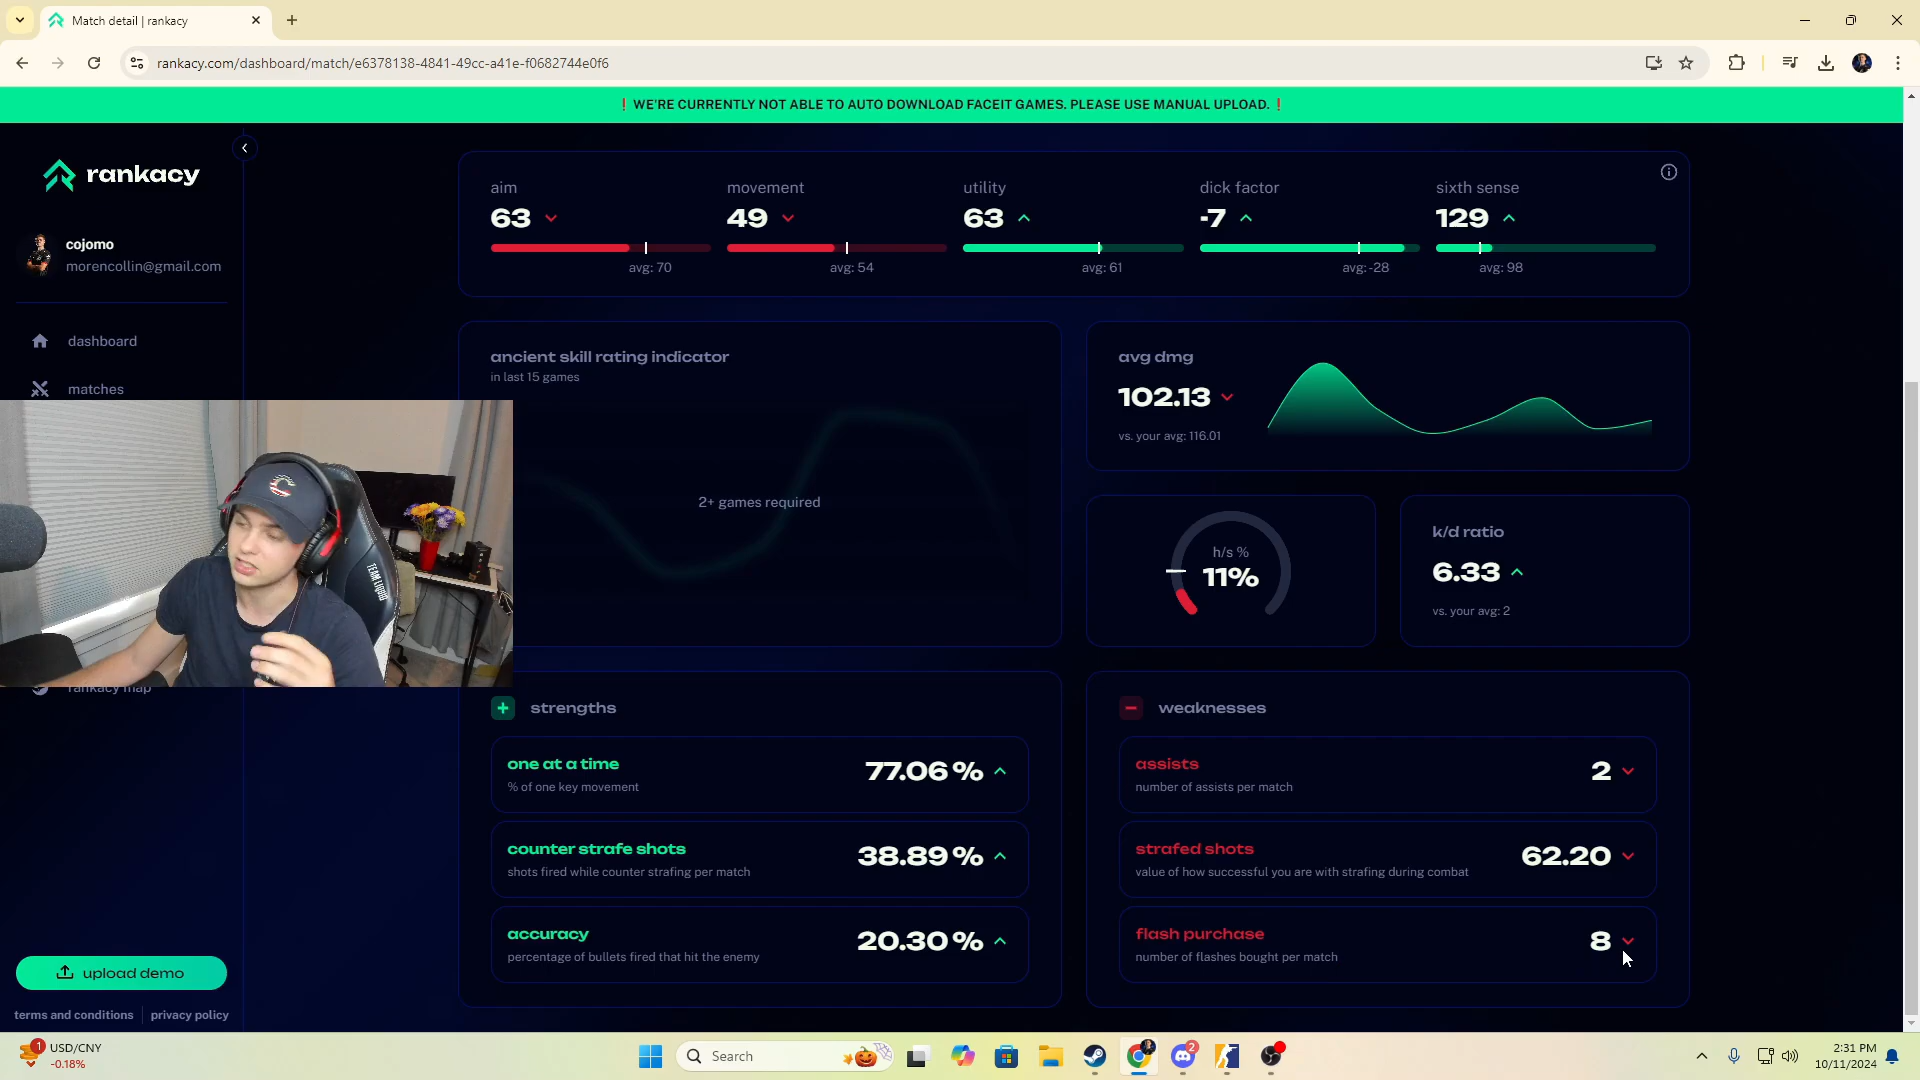 Match detail | rankacy
rankacy.com/dashboard/match/e6378138-4841-49cc-a41e-f0682744e0f6
❗ WE'RE CURRENTLY NOT ABLE TO AUTO DOWNLOAD FACEIT GAMES. PLEASE USE MANUAL UPLOAD. ❗
rankacy
cojomo
morencollin@gmail.com
dashboard
matches
rankacy map
upload demo
terms and conditions
privacy policy
aim
63
avg: 70
movement
49
avg: 54
utility
63
avg: 61
dick factor
-7
avg: -28
sixth sense
129
avg: 98
ancient skill rating indicator
in last 15 games
2+ games required
avg dmg
102.13
vs. your avg: 116.01
h/s %
11%
k/d ratio
6.33
vs. your avg: 2
strengths
one at a time
% of one key movement
77.06 %
counter strafe shots
shots fired while counter strafing per match
38.89 %
accuracy
percentage of bullets fired that hit the enemy
20.30 %
weaknesses
assists
number of assists per match
2
strafed shots
value of how successful you are with strafing during combat
62.20
flash purchase
number of flashes bought per match
8
C
TEAM LIQUID
1
USD/CNY
-0.18%
Search
2
2:31 PM
10/11/2024